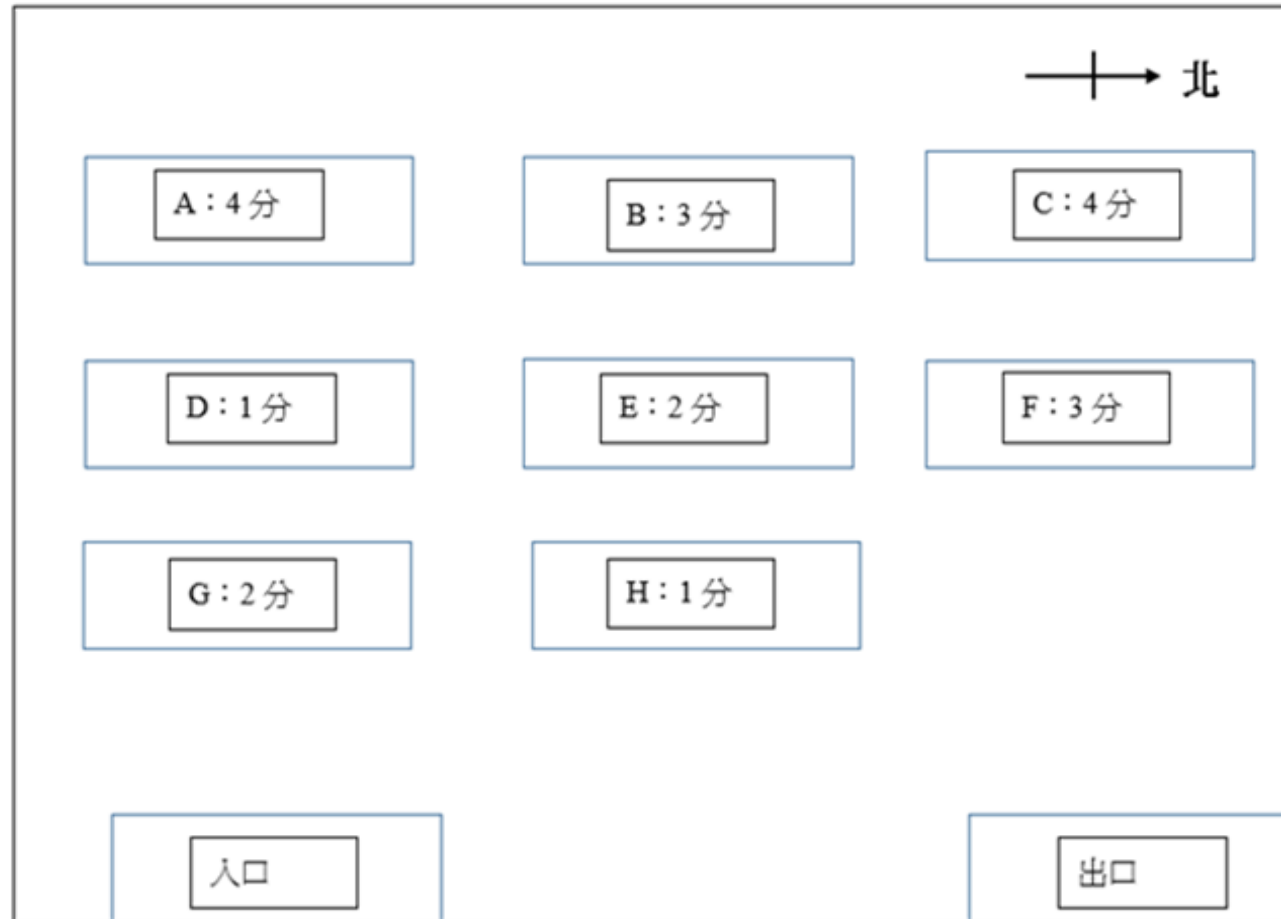 北
A：4 分
B：3 分
C：4 分
D：1 分
E：2 分
F：3 分
G：2 分
H：1 分
入口
出口